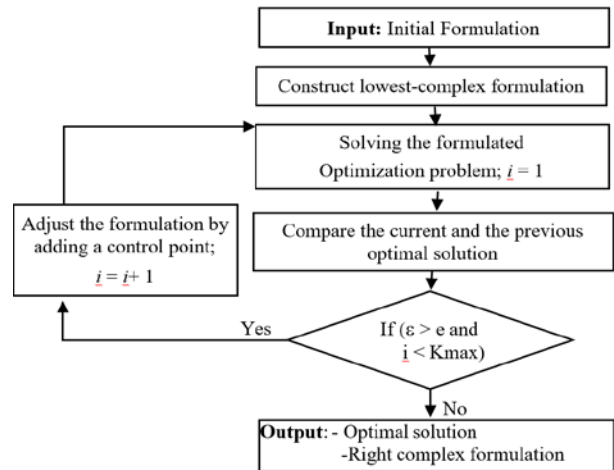 Input: Initial Formulation
Construct lowest-complex formulation
Solving the formulated
Optimization problem; i = 1
Adjust the formulation by
adding a control point;
i = i+ 1
Compare the current and the previous
optimal solution
Yes
If (ε > e and
i < Kmax)
No
Output: - Optimal solution
-Right complex formulation